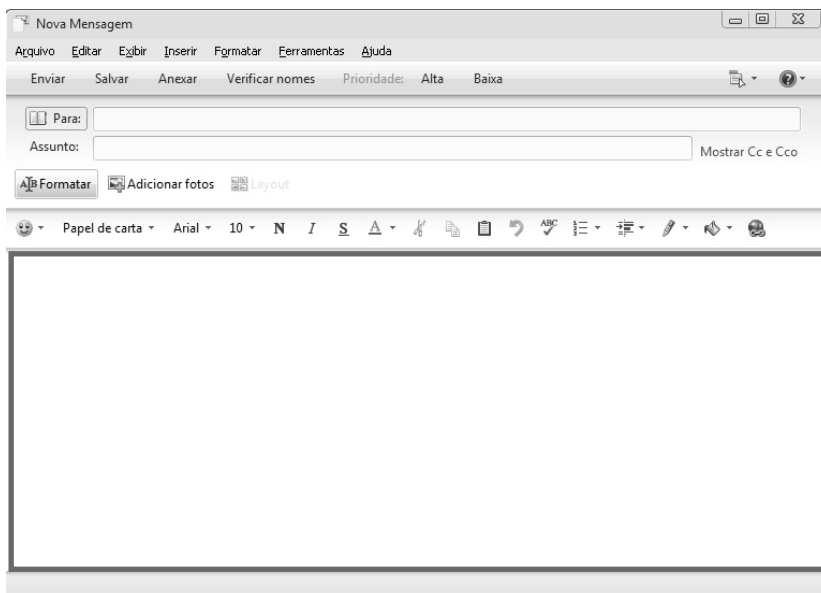 Nova Mensagem
Arquivo Editar Exibir Inserir Formatar Ferramentas Ajuda
Enviar Salvar Anexar Verificar nomes Prioridade: Alta Baixa
Para:
Assunto: Mostrar Cc e Cco
Formatar Adicionar fotos Layout
Papel de carta Arial 10 N I S A ABC